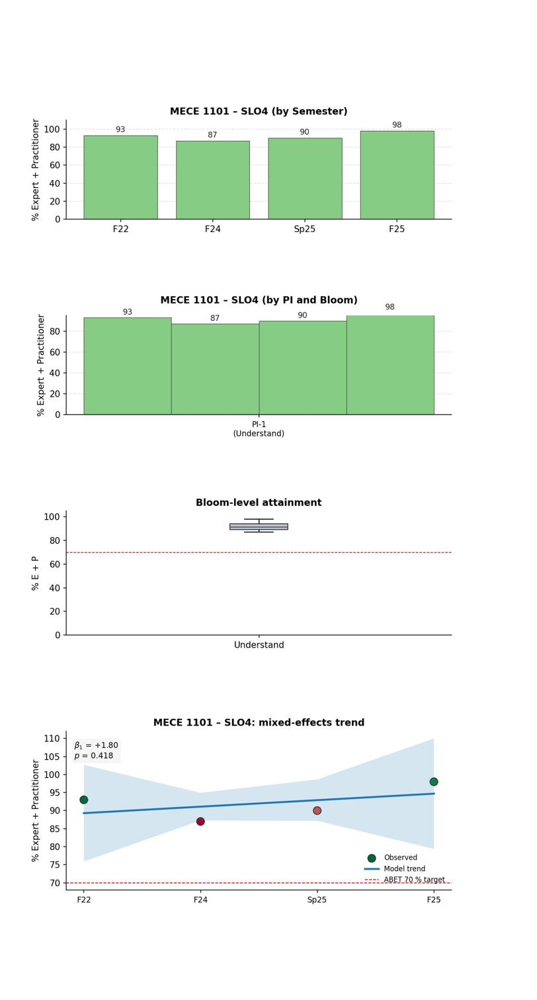 MECE 1101 – SLO4 (by Semester)
% Expert + Practitioner
100
80
60
40
20
0
93
87
90
98
F22
F24
Sp25
F25
MECE 1101 – SLO4 (by PI and Bloom)
% Expert + Practitioner
80
60
40
20
0
93
87
90
98
PI-1
(Understand)
Bloom-level attainment
% E + P
100
80
60
40
20
0
Understand
MECE 1101 – SLO4: mixed-effects trend
% Expert + Practitioner
110
105
100
95
90
85
80
75
70
β₁ = +1.80
p = 0.418
Observed
Model trend
ABET 70 % target
F22
F24
Sp25
F25